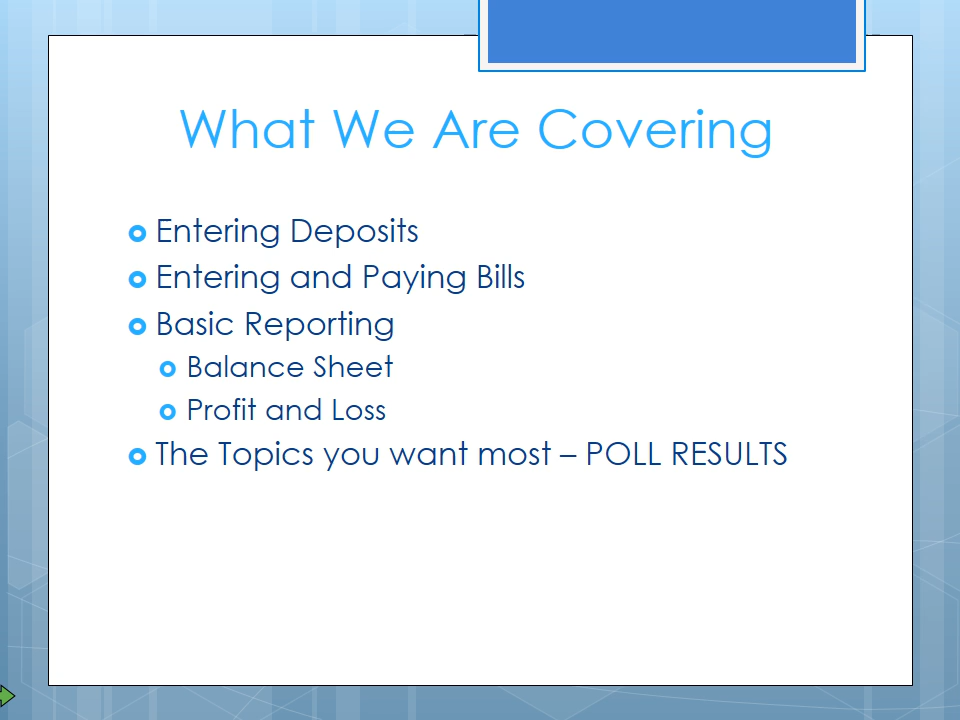 What We Are Covering
Entering Deposits
Entering and Paying Bills
Basic Reporting
Balance Sheet
Profit and Loss
The Topics you want most – POLL RESULTS